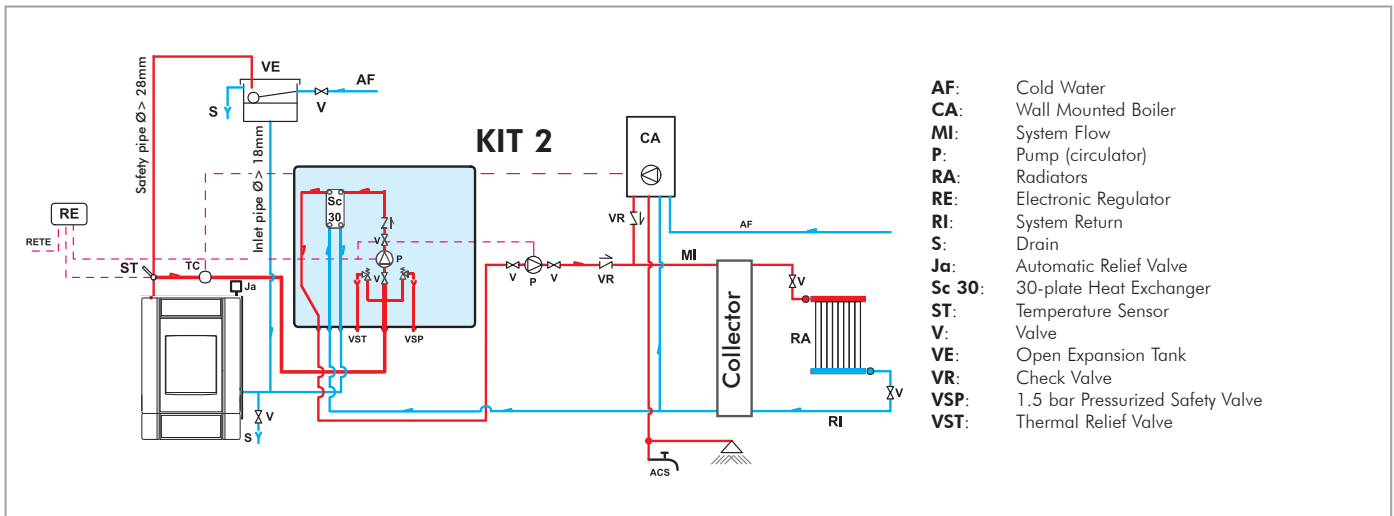 VE
AF
S
V
Safety pipe Ø> 28mm
Inlet pipe Ø> 18mm
KIT 2
CA
Sc
30
RE
RETE
ST
TC
Ja
V
P
V
VST
VSP
VR
AF
MI
V
P
V
VR
V
Collector
RA
V
RI
V
S
ACS
AF: Cold Water
CA: Wall Mounted Boiler
MI: System Flow
P: Pump (circulator)
RA: Radiators
RE: Electronic Regulator
RI: System Return
S: Drain
Ja: Automatic Relief Valve
Sc 30: 30-plate Heat Exchanger
ST: Temperature Sensor
V: Valve
VE: Open Expansion Tank
VR: Check Valve
VSP: 1.5 bar Pressurized Safety Valve
VST: Thermal Relief Valve